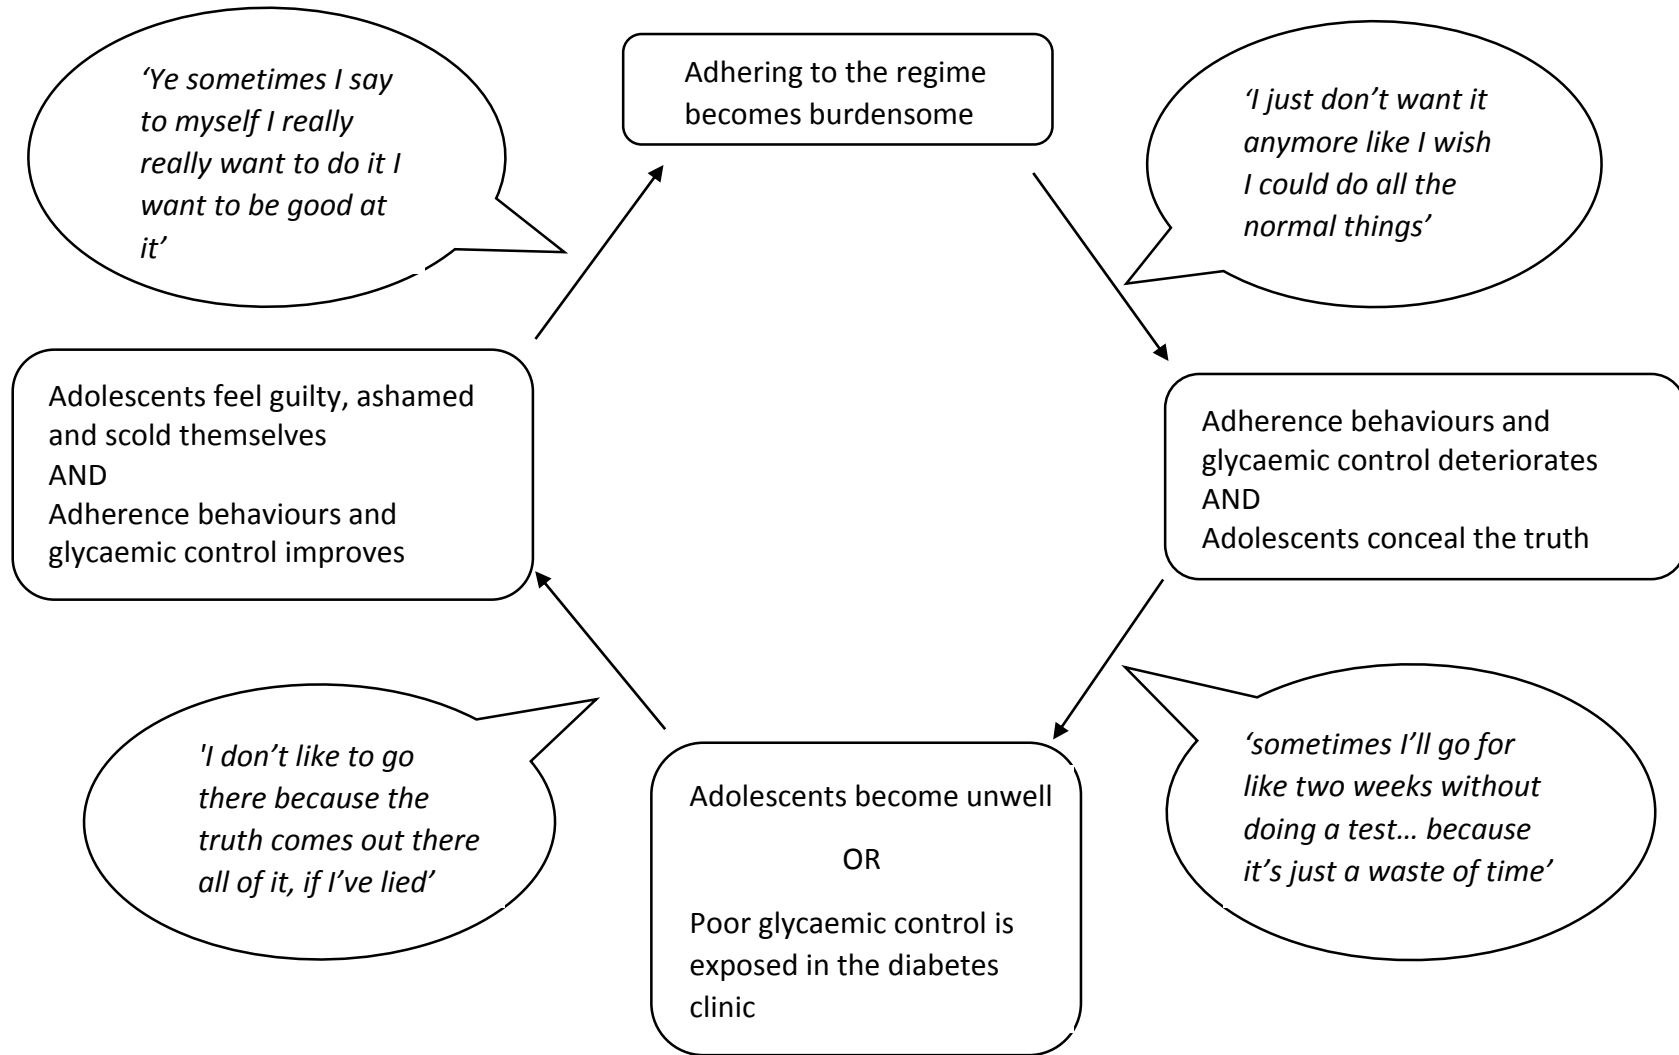 ‘Ye sometimes I say
to myself I really
really want to do it I
want to be good at
it’
Adhering to the regime
becomes burdensome
‘I just don’t want it
anymore like I wish
I could do all the
normal things’
Adolescents feel guilty, ashamed
and scold themselves
AND
Adherence behaviours and
glycaemic control improves
Adherence behaviours and
glycaemic control deteriorates
AND
Adolescents conceal the truth
'I don’t like to go
there because the
truth comes out there
all of it, if I’ve lied’
Adolescents become unwell
OR
Poor glycaemic control is
exposed in the diabetes
clinic
‘sometimes I’ll go for
like two weeks without
doing a test… because
it’s just a waste of time’